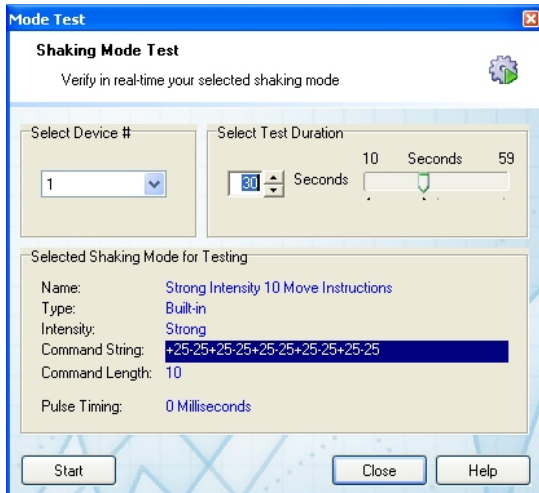 Mode Test
Shaking Mode Test
Verify in real-time your selected shaking mode
Select Device #
1
Select Test Duration
30 Seconds
10 Seconds 59
Selected Shaking Mode for Testing
Name: Strong Intensity 10 Move Instructions
Type: Built-in
Intensity: Strong
Command String: +25-25+25-25+25-25+25-25+25-25
Command Length: 10
Pulse Timing: 0 Milliseconds
Start Close Help